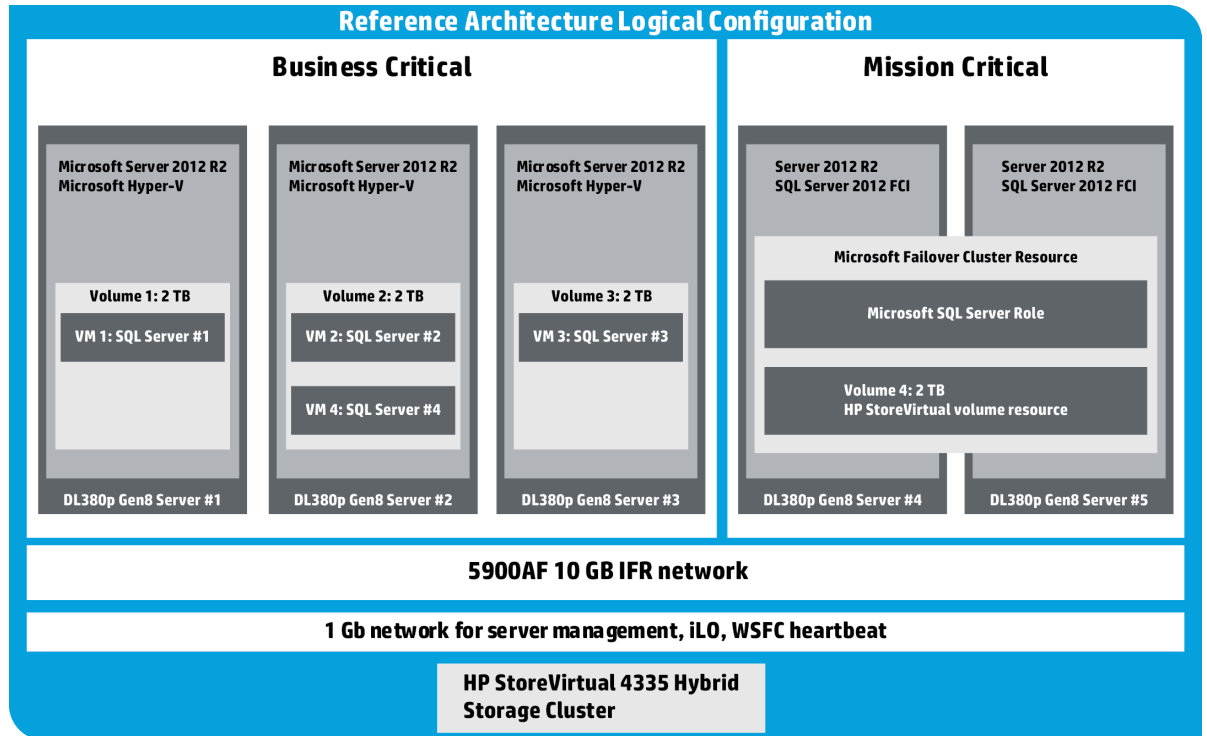 Reference Architecture Logical Configuration
Business Critical
Microsoft Server 2012 R2
Microsoft Hyper-V
Volume 1: 2 TB
VM 1: SQL Server #1
DL380p Gen8 Server #1
Microsoft Server 2012 R2
Microsoft Hyper-V
Volume 2: 2 TB
VM 2: SQL Server #2
VM 4: SQL Server #4
DL380p Gen8 Server #2
Microsoft Server 2012 R2
Microsoft Hyper-V
Volume 3: 2 TB
VM 3: SQL Server #3
DL380p Gen8 Server #3
Mission Critical
Server 2012 R2
SQL Server 2012 FCI
Server 2012 R2
SQL Server 2012 FCI
Microsoft Failover Cluster Resource
Microsoft SQL Server Role
Volume 4: 2 TB
HP StoreVirtual volume resource
DL380p Gen8 Server #4
DL380p Gen8 Server #5
5900AF 10 GB IFR network
1 Gb network for server management, iLO, WSFC heartbeat
HP StoreVirtual 4335 Hybrid
Storage Cluster